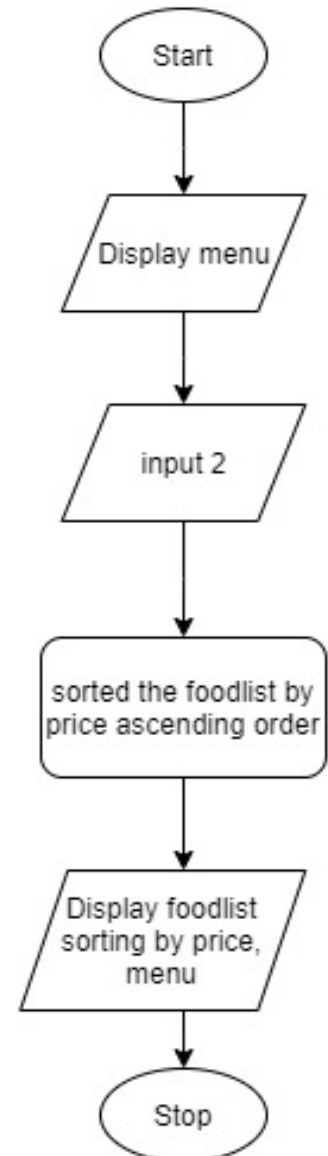 Start
Display menu
input 2
sorted the foodlist by
price ascending order
Display foodlist
sorting by price,
menu
Stop